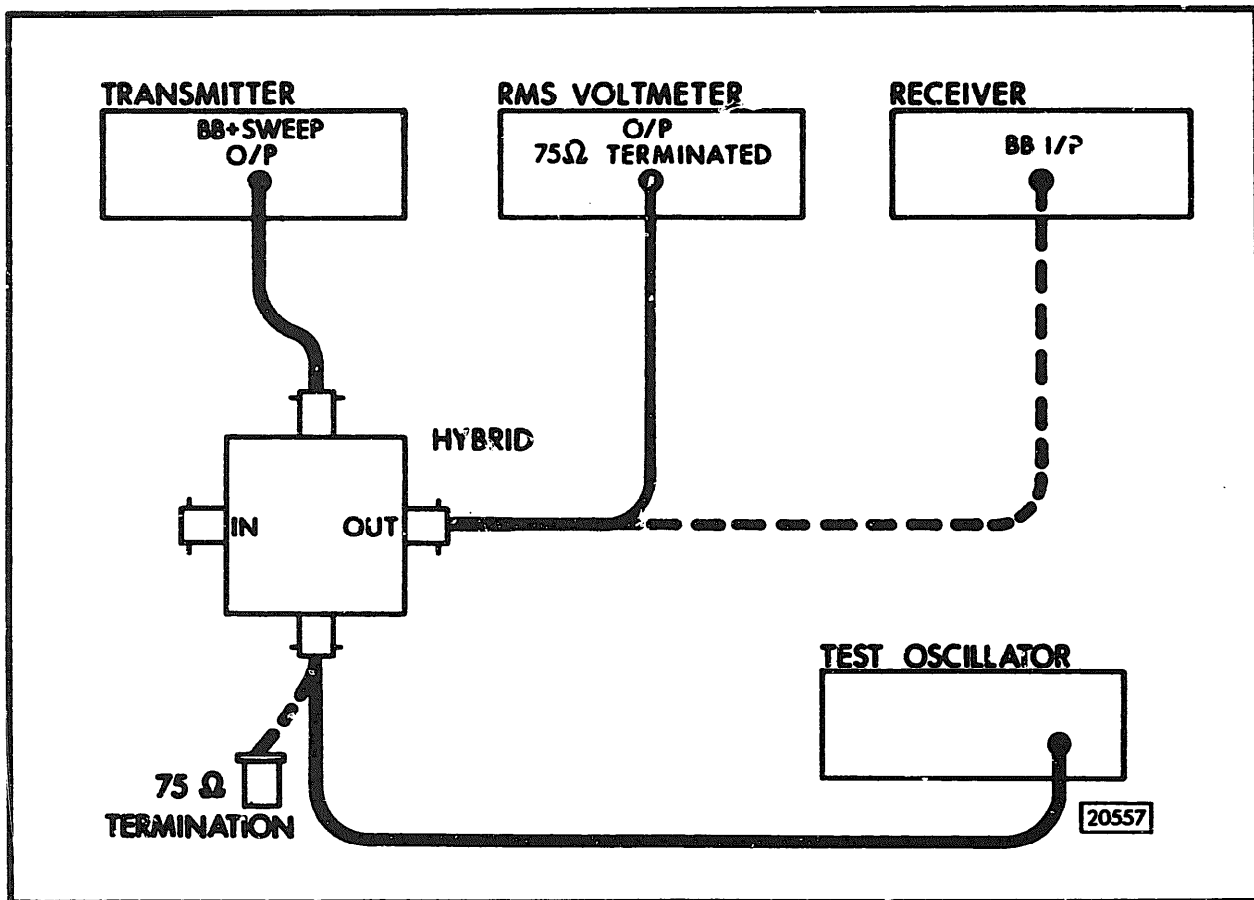 TRANSMITTER
BB+SWEEP
O/P
RMS VOLTMETER
O/P
75Ω TERMINATED
RECEIVER
BB I/P
HYBRID
IN
OUT
TEST OSCILLATOR
75 Ω
TERMINATION
20557